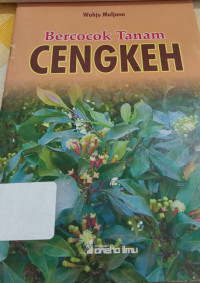 Wahju Muljana
Bercocok Tanam
CENGKEH
aneka ilmu